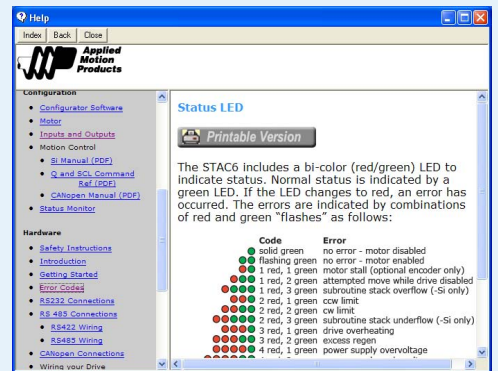 Help
Index Back Close
Applied
Motion
Products
Configuration
Configurator Software
Motor
Inputs and Outputs
Motion Control
Si Manual (PDF)
Q and SCL Command
Ref (PDF)
CANopen Manual (PDF)
Status Monitor
Hardware
Safety Instructions
Introduction
Getting Started
Error Codes
RS232 Connections
RS 485 Connections
RS422 Wiring
RS485 Wiring
CANopen Connections
Wiring your Drive
Status LED
Printable Version
The STAC6 includes a bi-color (red/green) LED to
indicate status. Normal status is indicated by a
green LED. If the LED changes to red, an error has
occurred. The errors are indicated by combinations
of red and green "flashes" as follows:
Code Error
solid green no error - motor disabled
flashing green no error - motor enabled
1 red, 1 green motor stall (optional encoder only)
1 red, 2 green attempted move while drive disabled
1 red, 3 green subroutine stack overflow (-Si only)
2 red, 1 green ccw limit
2 red, 2 green cw limit
2 red, 3 green subroutine stack underflow (-Si only)
3 red, 1 green drive overheating
3 red, 2 green excess regen
4 red, 1 green power supply overvoltage